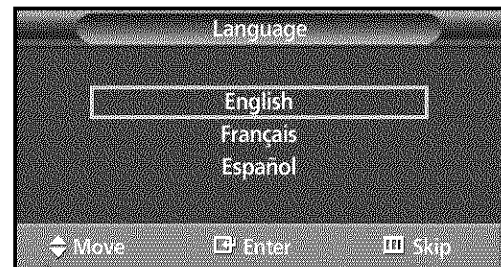 Language
English
Français
Español
Move Enter Skip